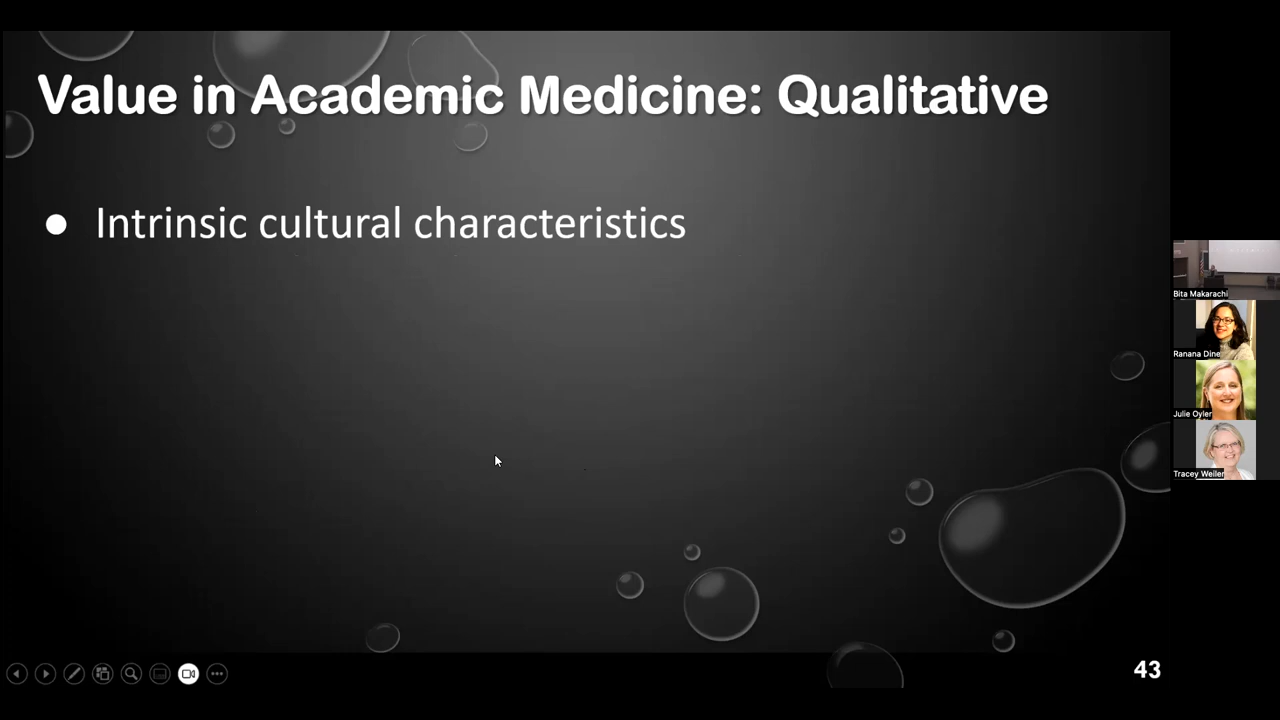 Value in Academic Medicine: Qualitative
● Intrinsic cultural characteristics
Bita Makarachi
Ranana Dine
Julie Oyler
Tracey Weiler
43